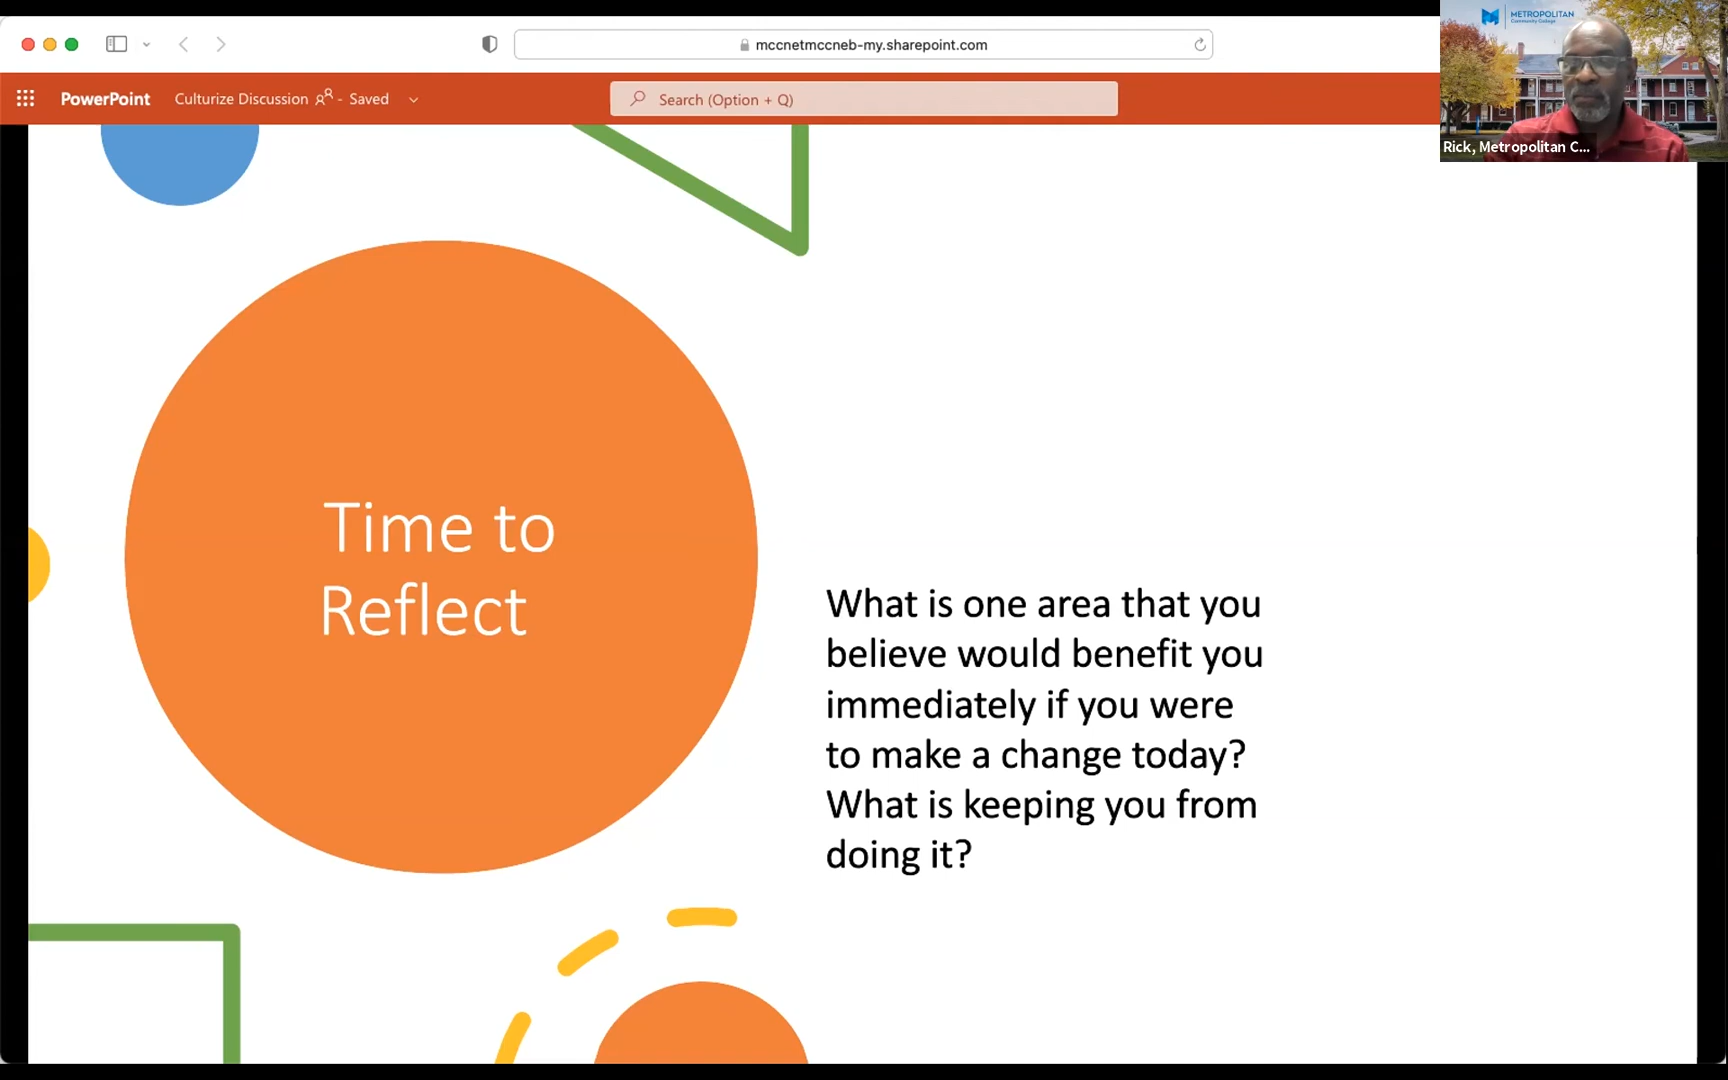 mccnetmccneb-my.sharepoint.com
METROPOLITAN
Community College
PowerPoint
Culturize Discussion - Saved
Search (Option + Q)
Rick, Metropolitan C...
Time to
Reflect
What is one area that you
believe would benefit you
immediately if you were
to make a change today?
What is keeping you from
doing it?